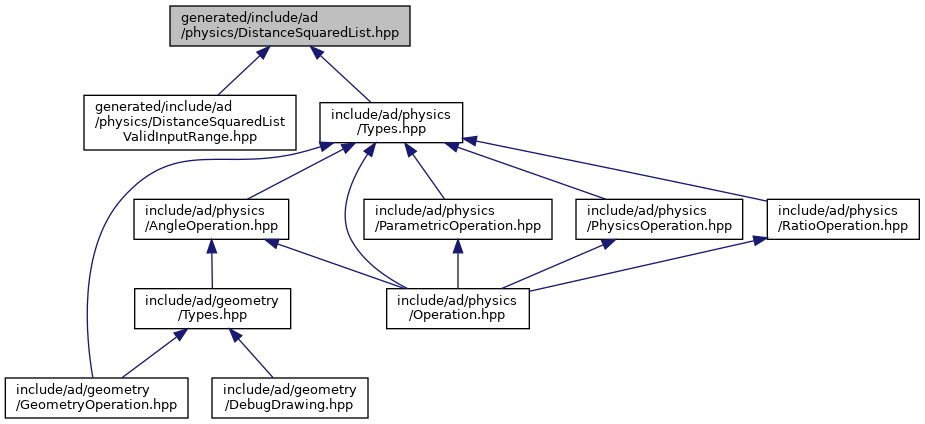 generated/include/ad
/physics/DistanceSquaredList.hpp
generated/include/ad
/physics/DistanceSquaredList
ValidInputRange.hpp
include/ad/physics
/Types.hpp
include/ad/physics
/AngleOperation.hpp
include/ad/physics
/ParametricOperation.hpp
include/ad/physics
/PhysicsOperation.hpp
include/ad/physics
/RatioOperation.hpp
include/ad/geometry
/Types.hpp
include/ad/physics
/Operation.hpp
include/ad/geometry
/GeometryOperation.hpp
include/ad/geometry
/DebugDrawing.hpp